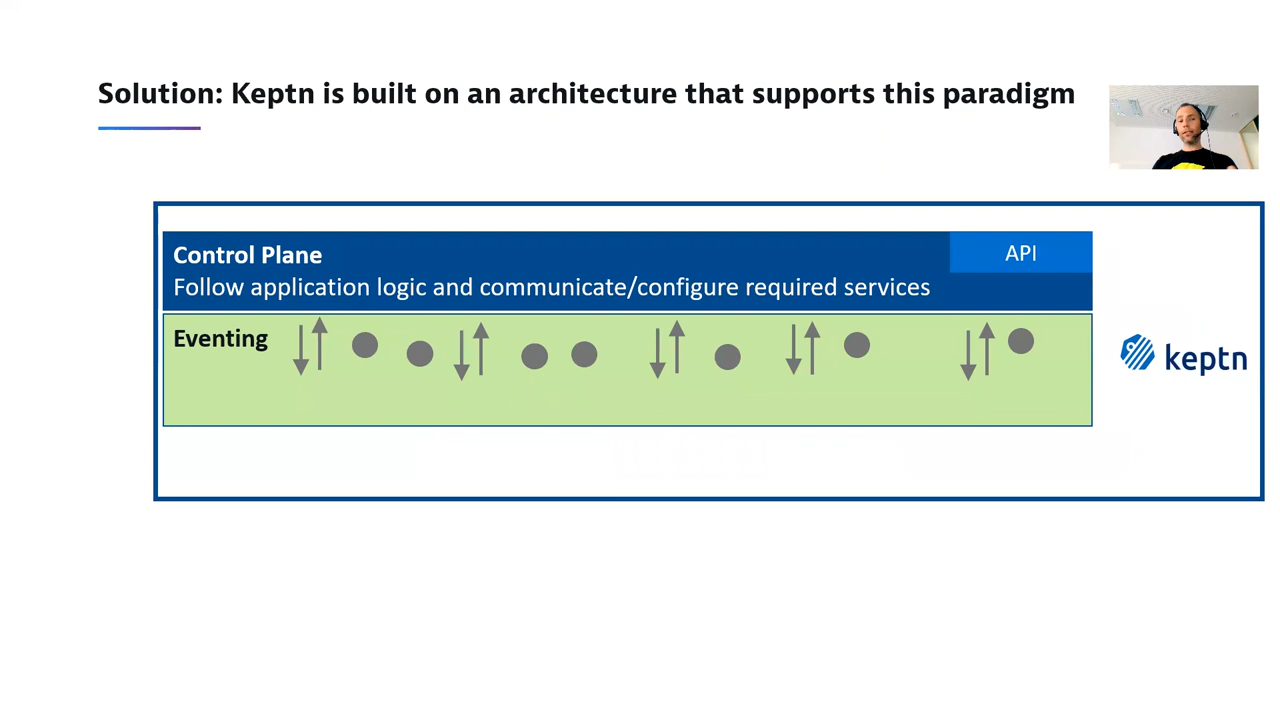 Solution: Keptn is built on an architecture that supports this paradigm
Control Plane
API
Follow application logic and communicate/configure required services
Eventing
keptn